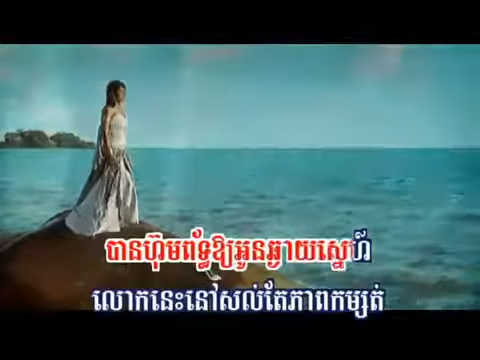 បានហ៊ុមព័ទ្ធឱ្យអូនឆ្ងាយស្នេហ៍
លោកនេះនៅសល់តែភាពកម្សត់